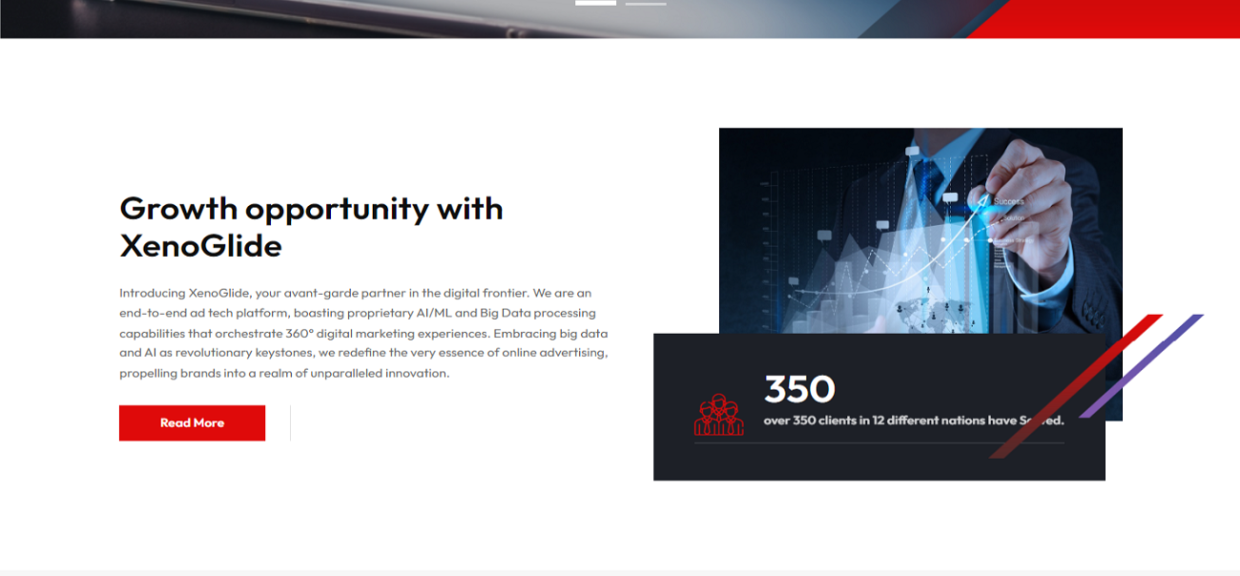 Growth opportunity with
XenoGlide
Introducing XenoGlide, your avant-garde partner in the digital frontier. We are an
end-to-end ad tech platform, boasting proprietary AI/ML and Big Data processing
capabilities that orchestrate 360° digital marketing experiences. Embracing big data
and AI as revolutionary keystones, we redefine the very essence of online advertising,
propelling brands into a realm of unparalleled innovation.
Read More
Success
350
over 350 clients in 12 different nations have